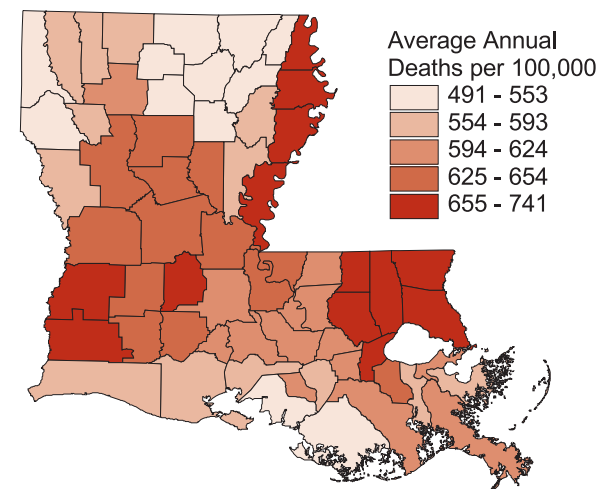 Average Annual
Deaths per 100,000
491 - 553
554 - 593
594 - 624
625 - 654
655 - 741